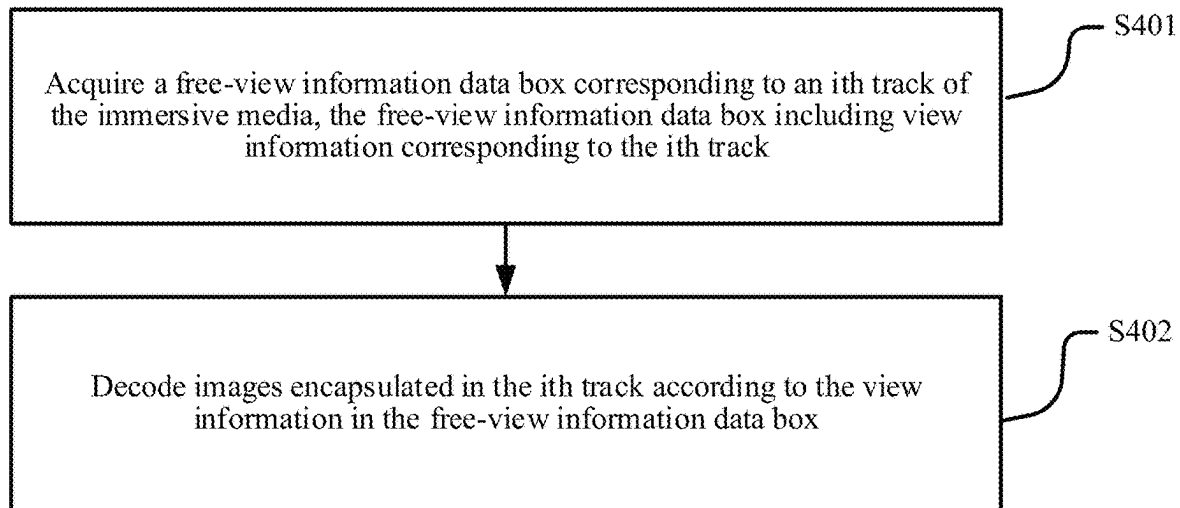 S401
Acquire a free-view information data box corresponding to an ith track of
the immersive media, the free-view information data box including view
information corresponding to the ith track
S402
Decode images encapsulated in the ith track according to the view
information in the free-view information data box